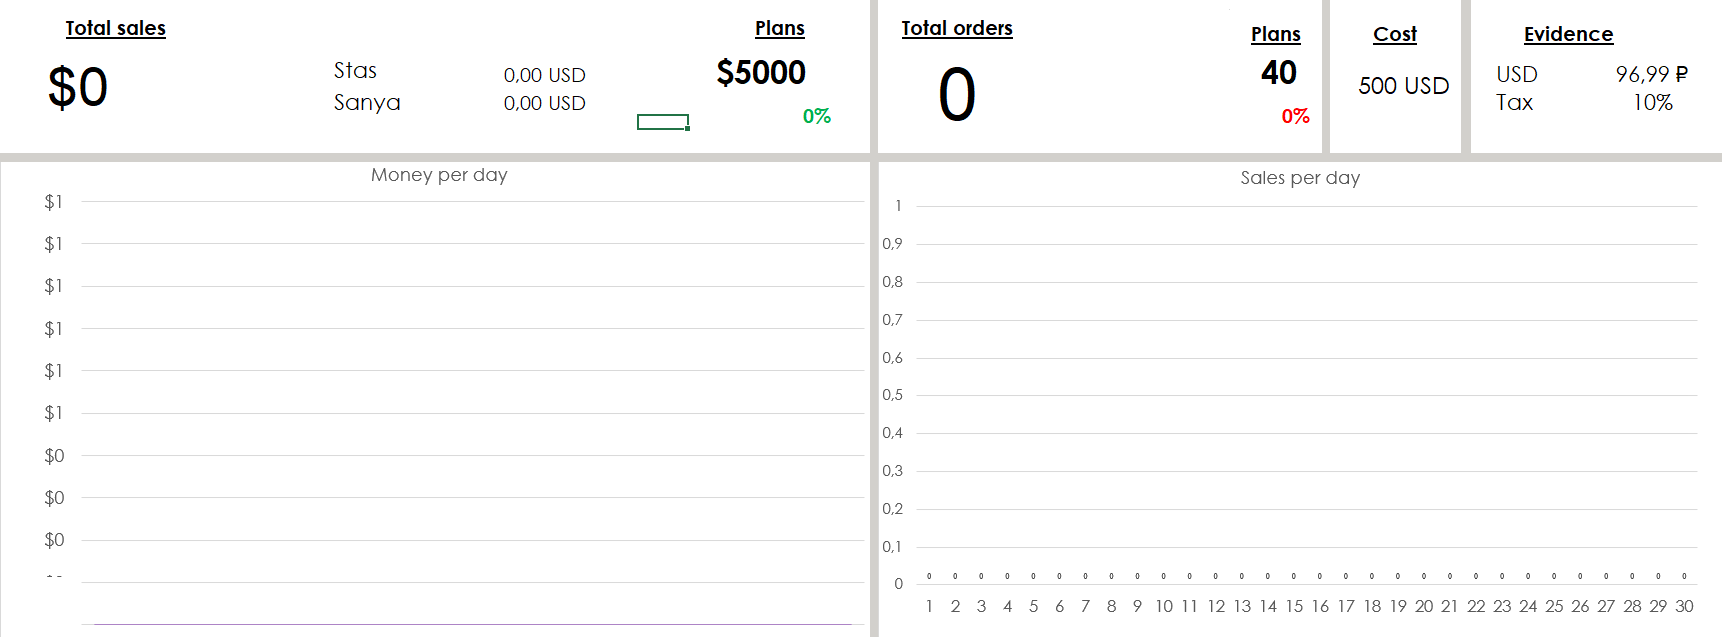 Total sales
Plans
$0
Stas 0,00 USD
Sanya 0,00 USD
$5000
0%
Total orders
Plans
0
40
0%
Cost
500 USD
Evidence
USD 96,99 ₽
Tax 10%
Money per day
$1
$1
$1
$1
$1
$1
$0
$0
$0
Sales per day
1
0,9
0,8
0,7
0,6
0,5
0,4
0,3
0,2
0,1
0
0 0 0 0 0 0 0 0 0 0 0 0 0 0 0 0 0 0 0 0 0 0 0 0 0 0 0 0 0 0
1 2 3 4 5 6 7 8 9 10 11 12 13 14 15 16 17 18 19 20 21 22 23 24 25 26 27 28 29 30